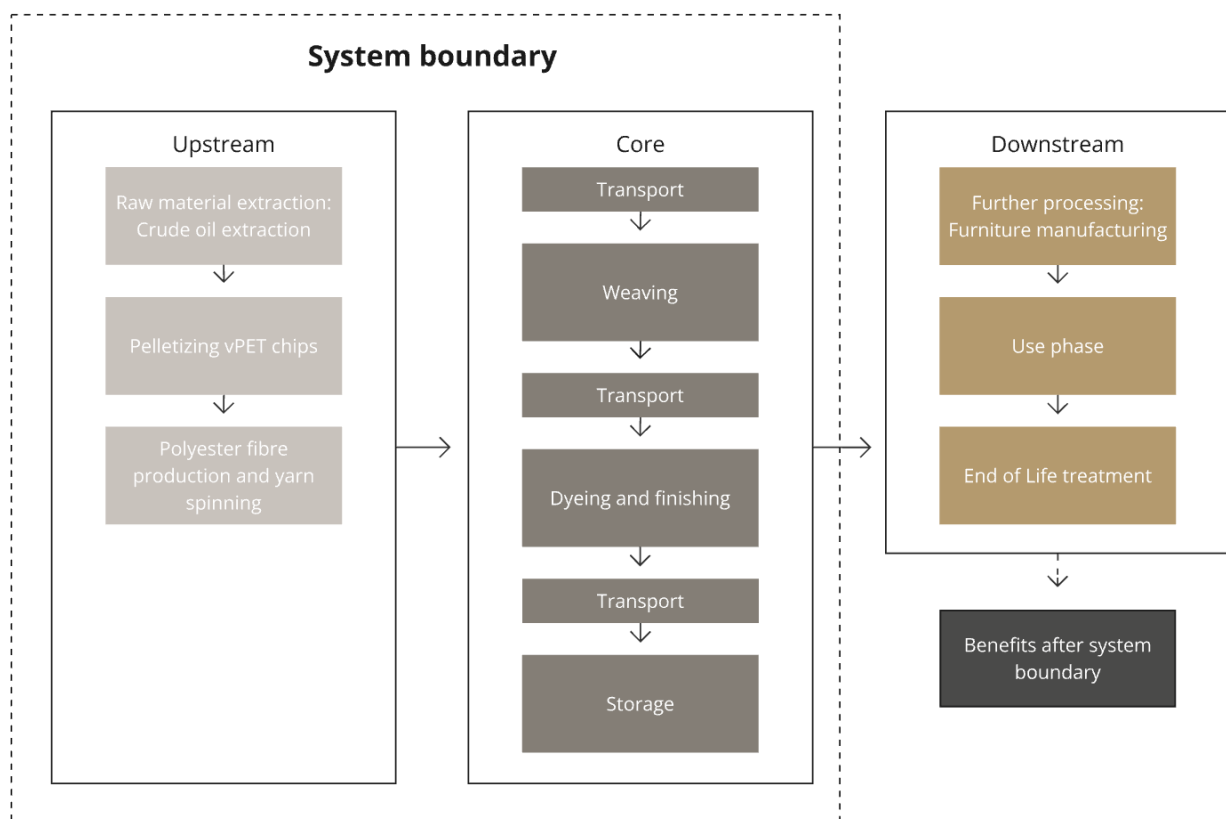 System boundary
Upstream
Raw material extraction:
Crude oil extraction
Pelletizing vPET chips
Polyester fibre
production and yarn
spinning
Core
Transport
Weaving
Transport
Dyeing and finishing
Transport
Storage
Downstream
Further processing:
Furniture manufacturing
Use phase
End of Life treatment
Benefits after system
boundary